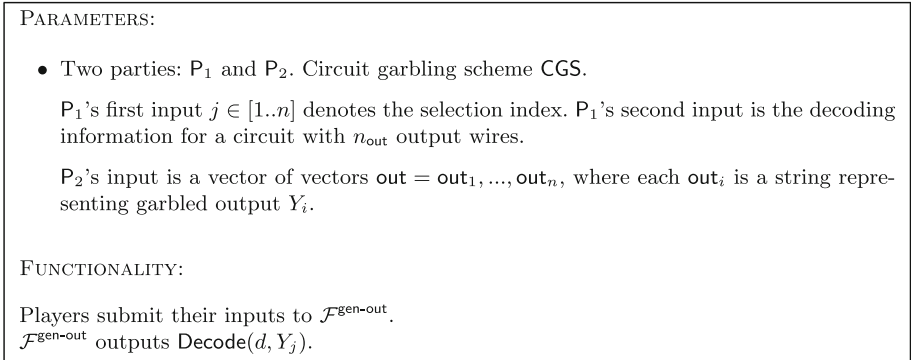 PARAMETERS:
• Two parties: P₁ and P₂. Circuit garbling scheme CGS.
P₁'s first input j ∈ [1..n] denotes the selection index. P₁'s second input is the decoding
information for a circuit with n_out output wires.
P₂'s input is a vector of vectors out = out₁, ..., outₙ, where each outᵢ is a string repre-
senting garbled output Yᵢ.
FUNCTIONALITY:
Players submit their inputs to ℱ^gen-out.
ℱ^gen-out outputs Decode(d, Yⱼ).